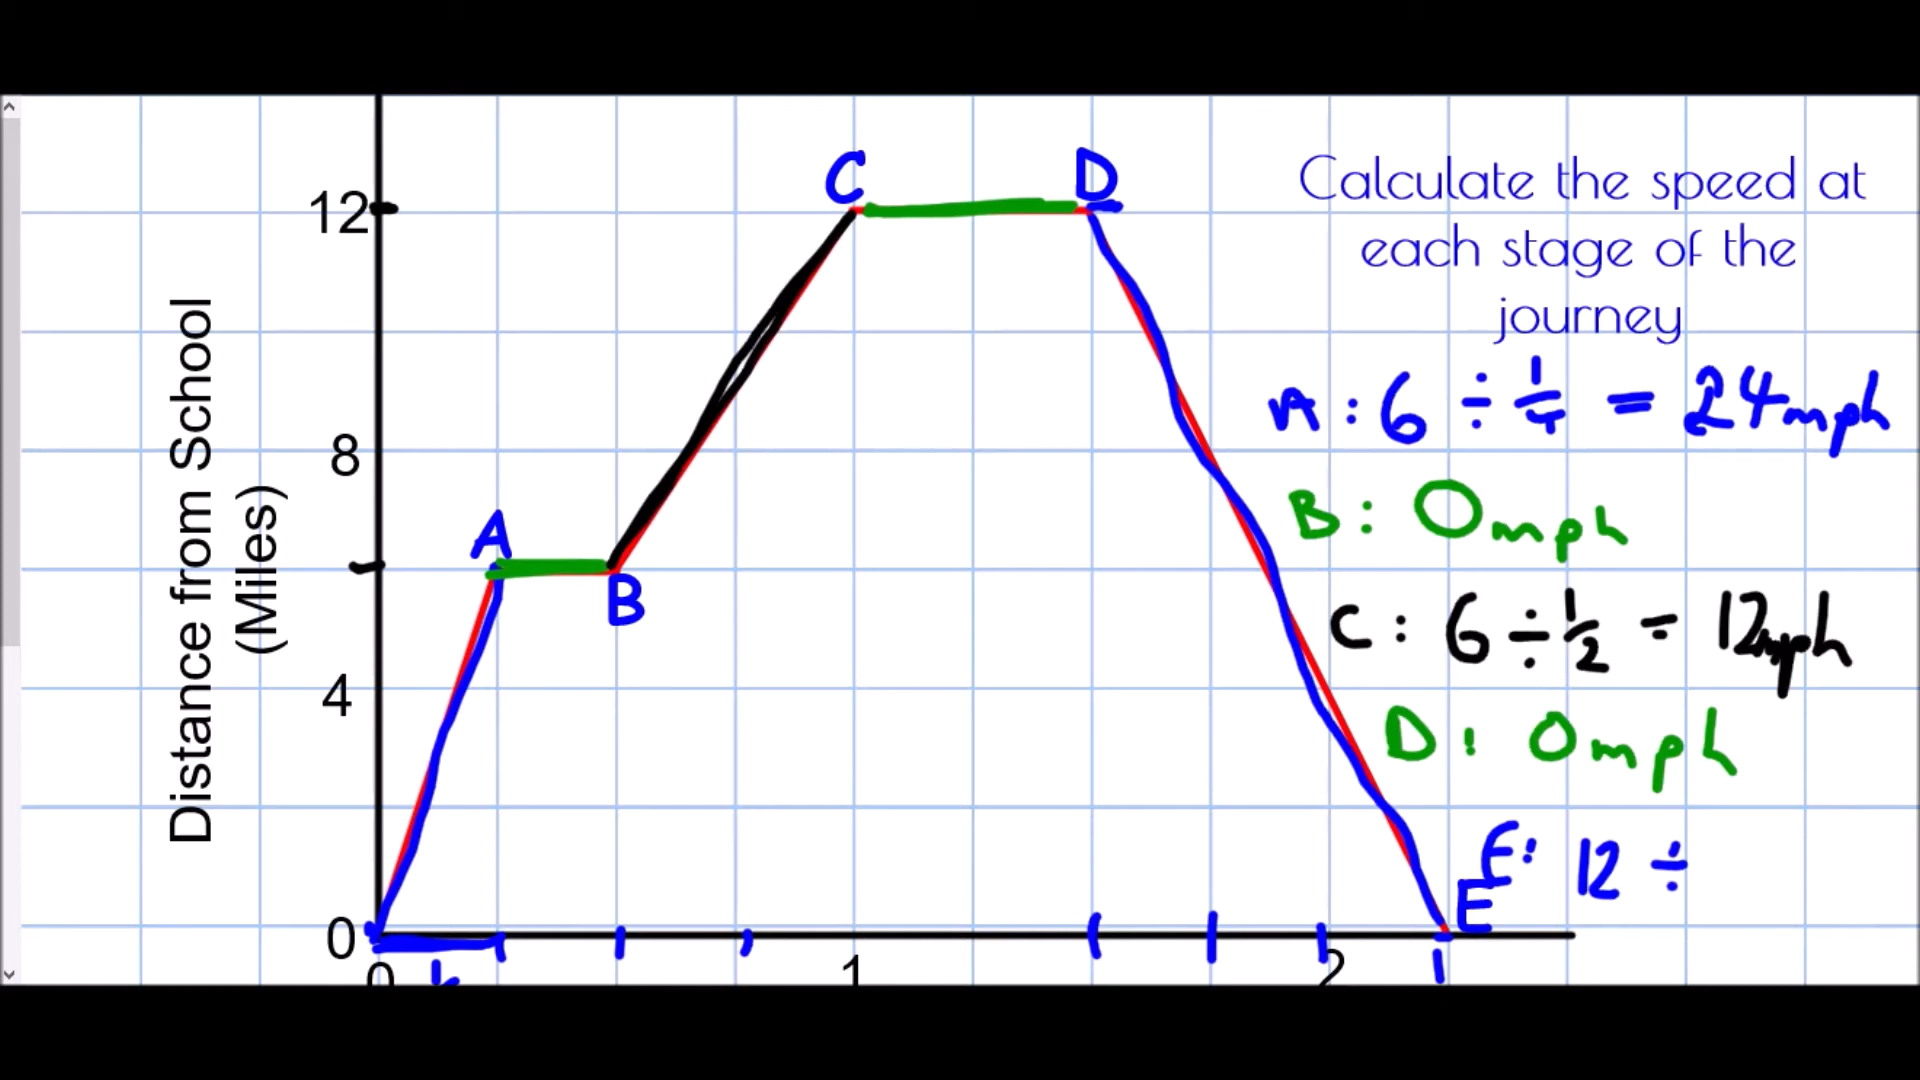 Calculate the speed at
each stage of the
journey
C
D
12
A : 6 ÷ 1/4 = 24mph
8
B : 0mph
A
B
C : 6 ÷ 1/2 = 12mph
4
D : 0mph
E: 12 ÷
E
0
0
1
2
Distance from School
(Miles)